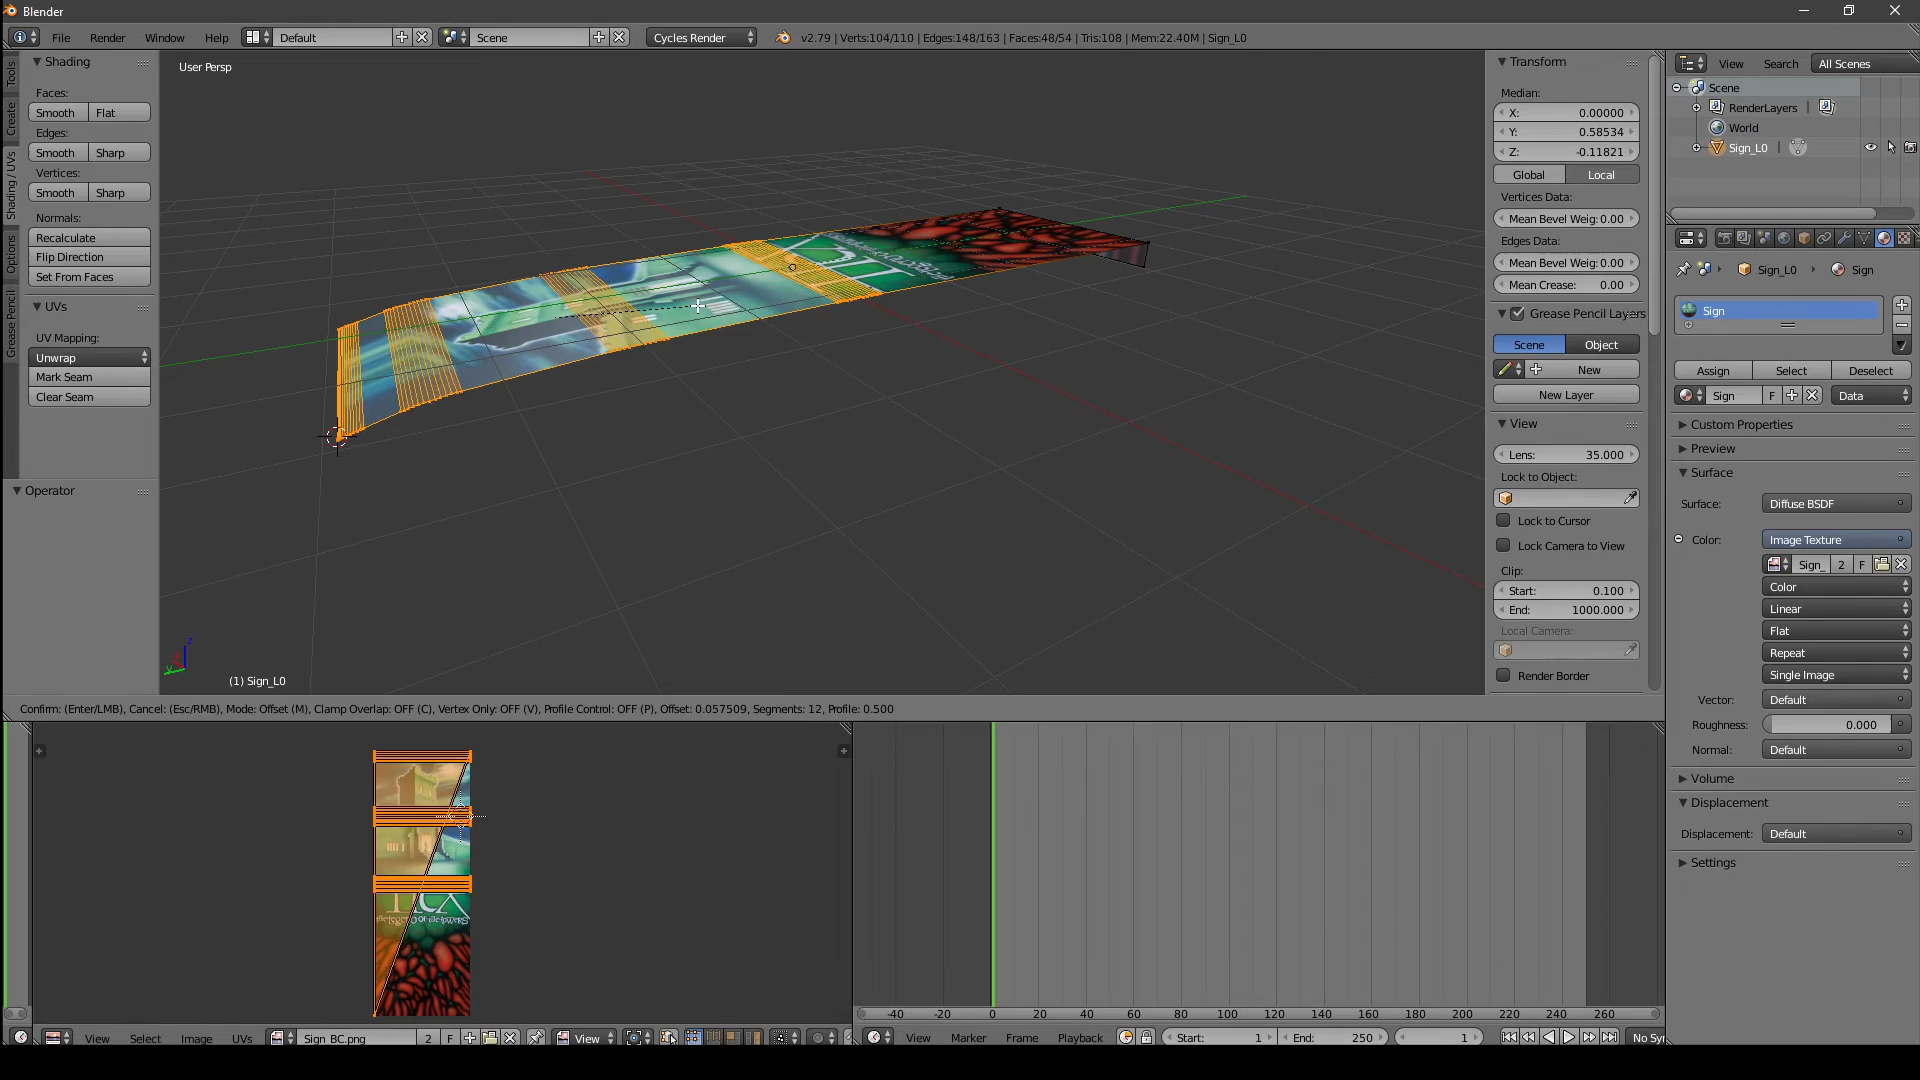 Blender
File Render Window Help Default Scene Cycles Render v2.79 | Verts:104/110 | Edges:148/163 | Faces:48/54 | Tris:108 | Mem:22.40M | Sign_L0
Tools
Create
Shading / UVs
Options
Grease Pencil
Shading
Faces:
Smooth Flat
Edges:
Smooth Sharp
Vertices:
Smooth Sharp
Normals:
Recalculate
Flip Direction
Set From Faces
UVs
UV Mapping:
Unwrap
Mark Seam
Clear Seam
Operator
User Persp
(1) Sign_L0
Transform
Median:
X: 0.00000
Y: 0.58534
Z: -0.11821
Global Local
Vertices Data:
Mean Bevel Weig: 0.00
Edges Data:
Mean Bevel Weig: 0.00
Mean Crease: 0.00
Grease Pencil Layers
Scene Object
New
New Layer
View
Lens: 35.000
Lock to Object:
Lock to Cursor
Lock Camera to View
Clip:
Start: 0.100
End: 1000.000
Local Camera:
Render Border
View Search All Scenes
Scene
RenderLayers
World
Sign_L0
Sign_L0 Sign
Sign
Assign Select Deselect
Sign F Data
Custom Properties
Preview
Surface
Surface: Diffuse BSDF
Color: Image Texture
Sign_ 2 F
Color
Linear
Flat
Repeat
Single Image
Vector: Default
Roughness: 0.000
Normal: Default
Volume
Displacement
Displacement: Default
Settings
Confirm: (Enter/LMB), Cancel: (Esc/RMB), Mode: Offset (M), Clamp Overlap: OFF (C), Vertex Only: OFF (V), Profile Control: OFF (P), Offset: 0.057509, Segments: 12, Profile: 0.500
-40 -20 0 20 40 60 80 100 120 140 160 180 200 220 240 260
View Select Image UVs Sign BC.png 2 F View
View Marker Frame Playback Start: 1 End: 250 1 No Sy